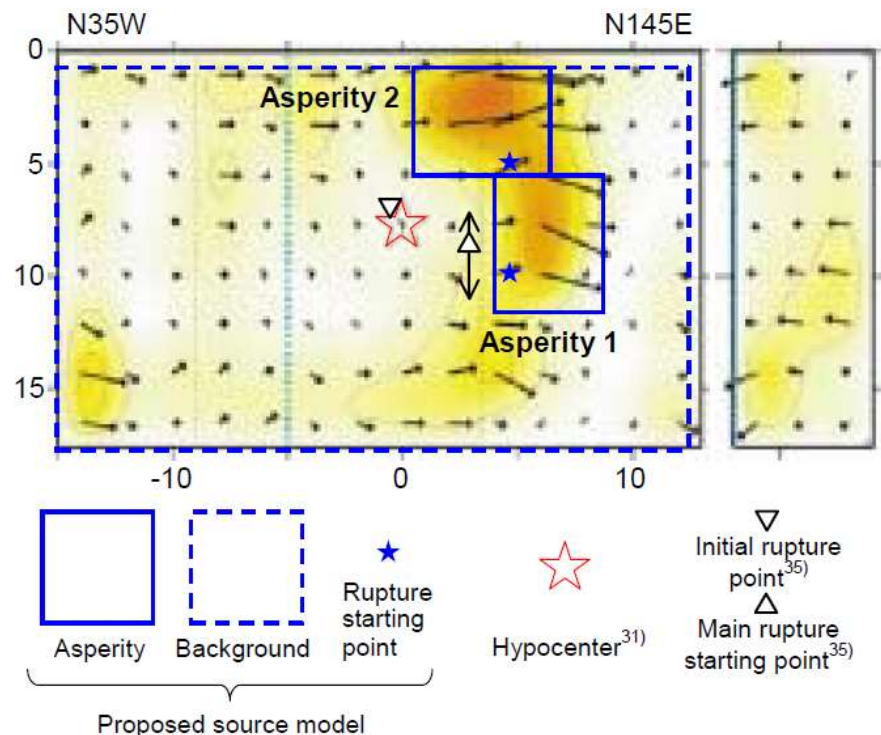 N35W N145E
0
Asperity 2
5
10
Asperity 1
15
-10 0 10
Initial rupture
point35)
Rupture
starting
point
Main rupture
starting point35)
Asperity Background
Hypocenter31)
Proposed source model